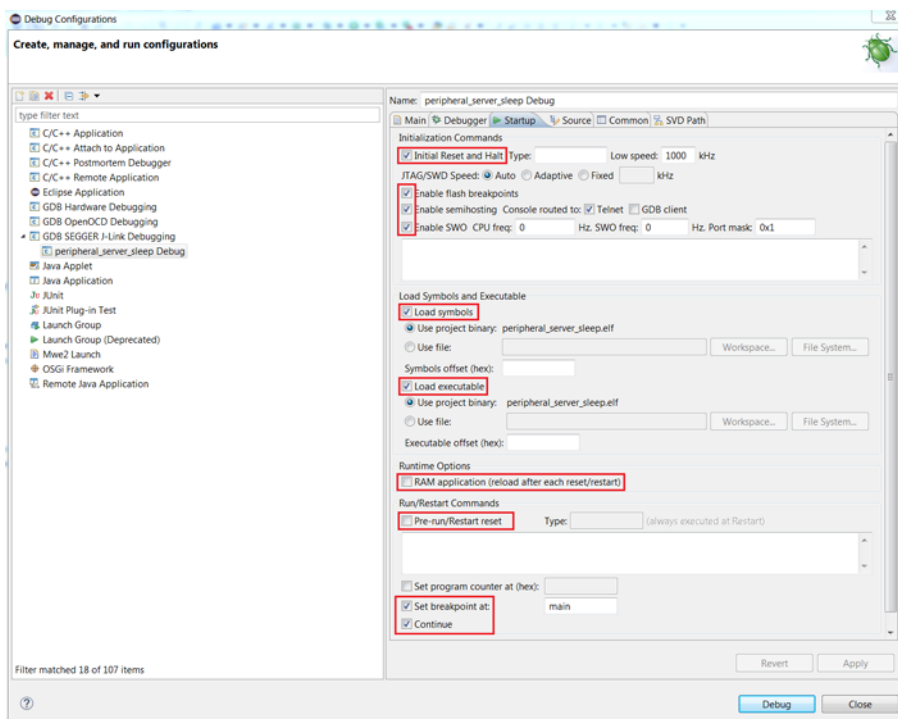 Debug Configurations
Create, manage, and run configurations
type filter text
C/C++ Application
C/C++ Attach to Application
C/C++ Postmortem Debugger
C/C++ Remote Application
Eclipse Application
GDB Hardware Debugging
GDB OpenOCD Debugging
GDB SEGGER J-Link Debugging
peripheral_server_sleep Debug
Java Applet
Java Application
Ju JUnit
JUnit Plug-in Test
Launch Group
Launch Group (Deprecated)
Mwe2 Launch
OSGi Framework
Remote Java Application
Filter matched 18 of 107 items
Name: peripheral_server_sleep Debug
Main Debugger Startup Source Common SVD Path
Initialization Commands
Initial Reset and Halt Type: Low speed: 1000 kHz
JTAG/SWD Speed: Auto Adaptive Fixed kHz
Enable flash breakpoints
Enable semihosting Console routed to: Telnet GDB client
Enable SWO CPU freq: 0 Hz. SWO freq: 0 Hz. Port mask: 0x1
Load Symbols and Executable
Load symbols
Use project binary: peripheral_server_sleep.elf
Use file: Workspace... File System...
Symbols offset (hex):
Load executable
Use project binary: peripheral_server_sleep.elf
Use file: Workspace... File System...
Executable offset (hex):
Runtime Options
RAM application (reload after each reset/restart)
Run/Restart Commands
Pre-run/Restart reset Type: (always executed at Restart)
Set program counter at (hex):
Set breakpoint at: main
Continue
Revert Apply
Debug Close